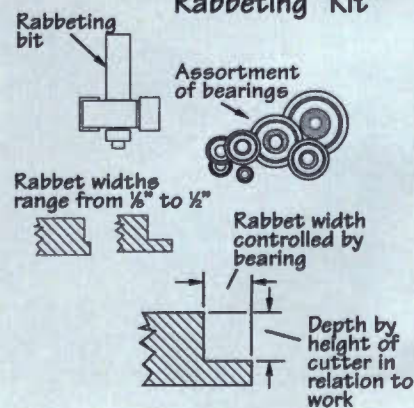 Rabbeting Kit
Rabbeting
bit
Assortment
of bearings
Rabbet widths
range from ⅛" to ½"
Rabbet width
controlled by
bearing
Depth by
height of
cutter in
relation to
work